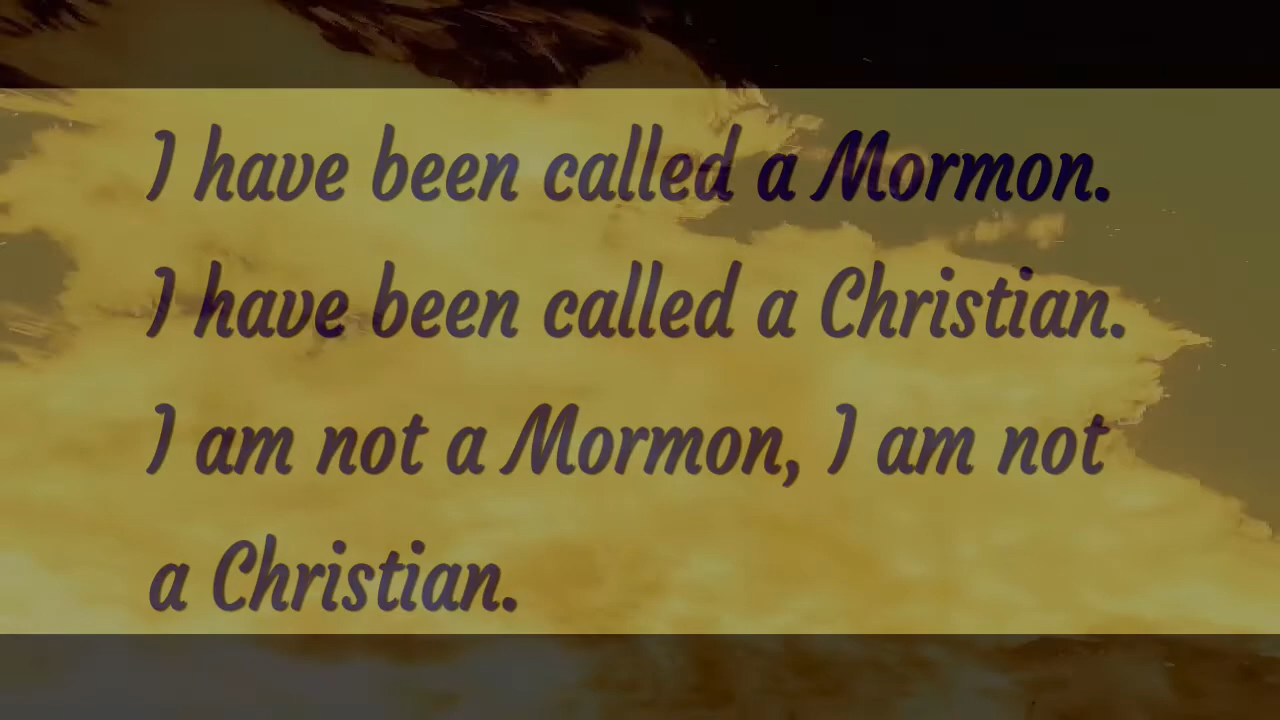 I have been called a Mormon.
I have been called a Christian.
I am not a Mormon, I am not
a Christian.